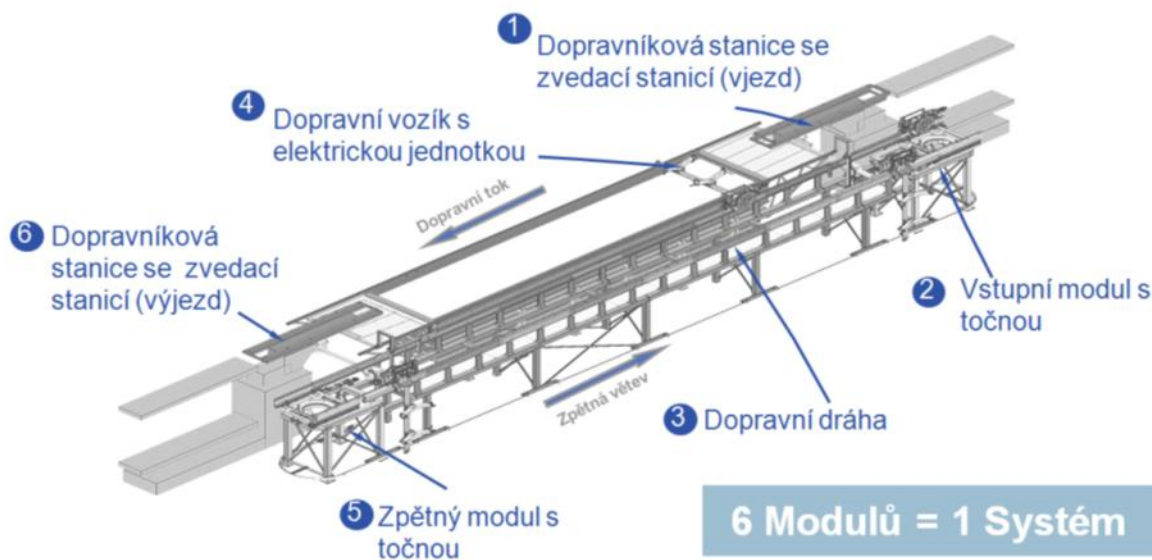 1 Dopravníková stanice se
zvedací stanicí (vjezd)
4 Dopravní vozík s
elektrickou jednotkou
Dopravní tok
6 Dopravníková
stanice se zvedací
stanicí (výjezd)
2 Vstupní modul s
točnou
Zpětná větev
3 Dopravní dráha
5 Zpětný modul s
točnou
6 Modulů = 1 Systém